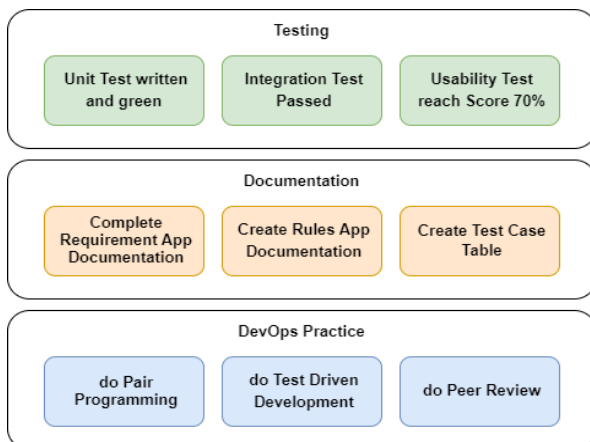 Testing
Unit Test written
and green
Integration Test
Passed
Usability Test
reach Score 70%
Documentation
Complete
Requirement App
Documentation
Create Rules App
Documentation
Create Test Case
Table
DevOps Practice
do Pair
Programming
do Test Driven
Development
do Peer Review